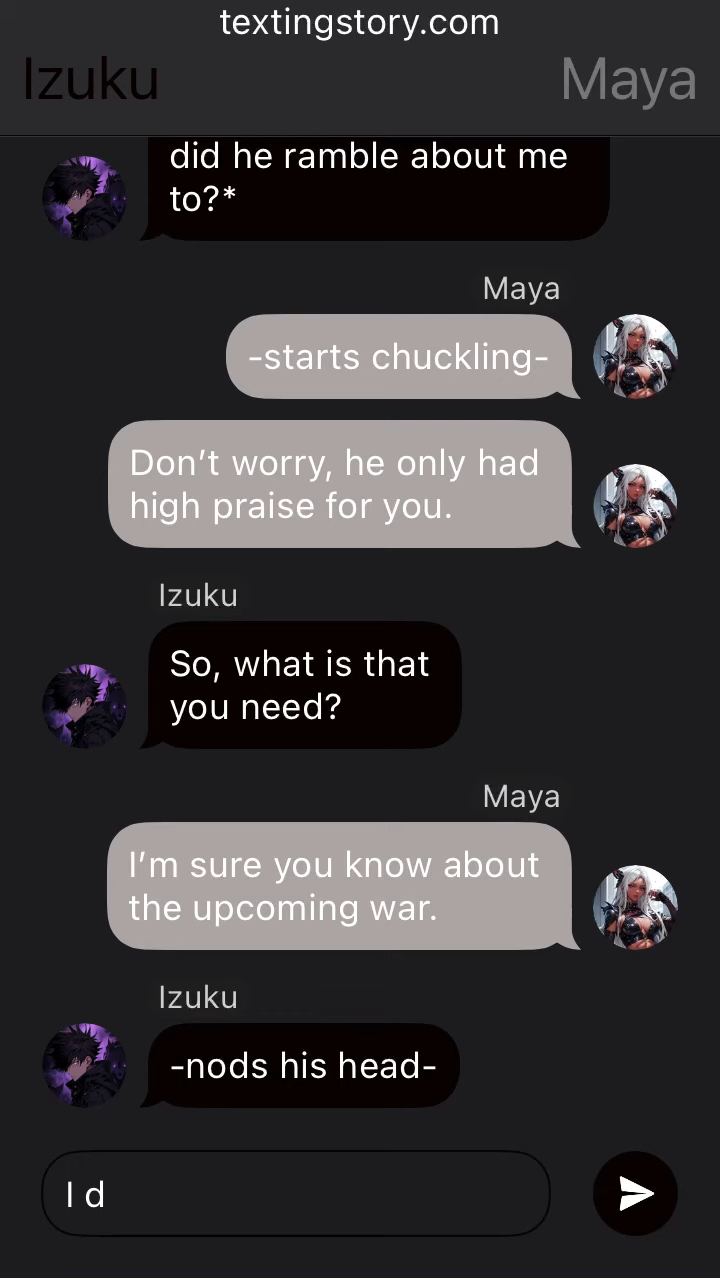 textingstory.com
Izuku
Maya
did he ramble about me
to?*
Maya
-starts chuckling-
Don’t worry, he only had
high praise for you.
Izuku
So, what is that
you need?
Maya
I’m sure you know about
the upcoming war.
Izuku
-nods his head-
I d